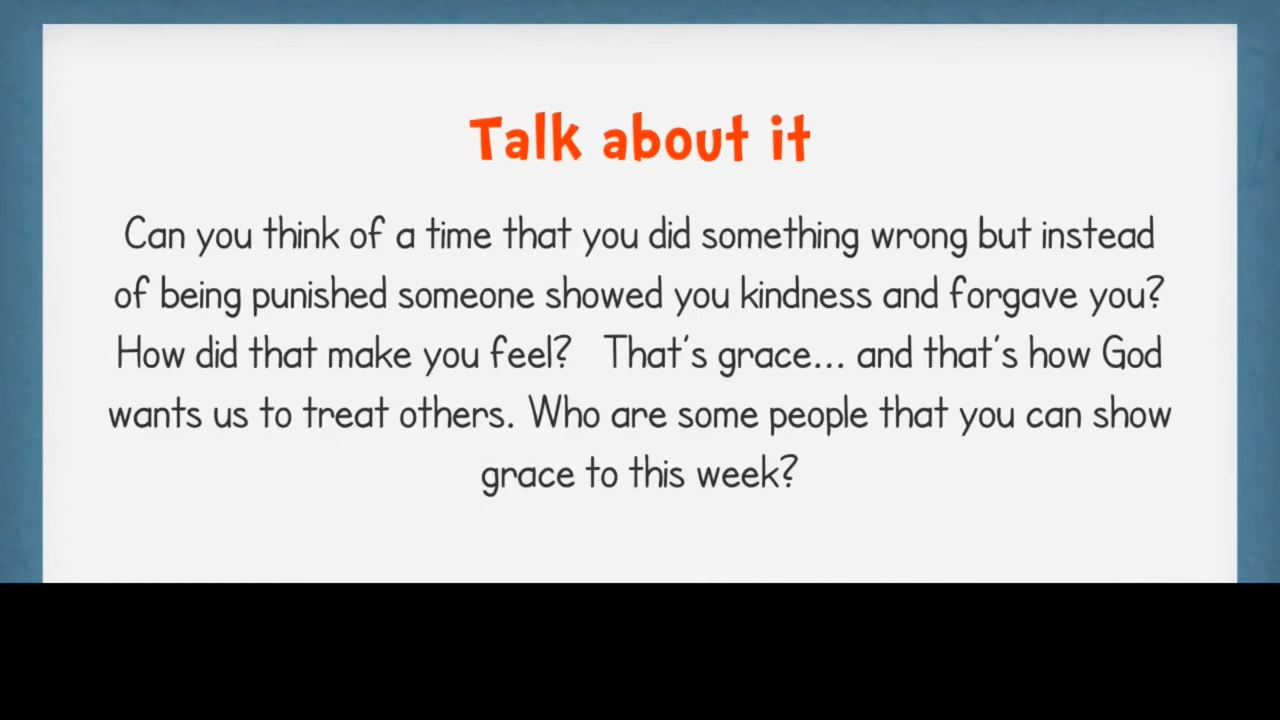 Talk about it
Can you think of a time that you did something wrong but instead
of being punished someone showed you kindness and forgave you?
How did that make you feel?   That's grace... and that's how God
wants us to treat others. Who are some people that you can show
grace to this week?